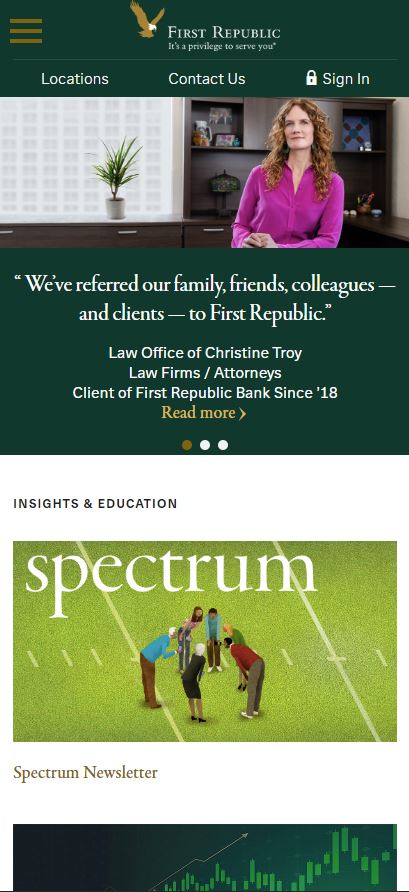 First Republic
It's a privilege to serve you®
Locations
Contact Us
Sign In
“ We’ve referred our family, friends, colleagues —
and clients — to First Republic.”
Law Office of Christine Troy
Law Firms / Attorneys
Client of First Republic Bank Since ’18
Read more ›
INSIGHTS & EDUCATION
spectrum
Spectrum Newsletter